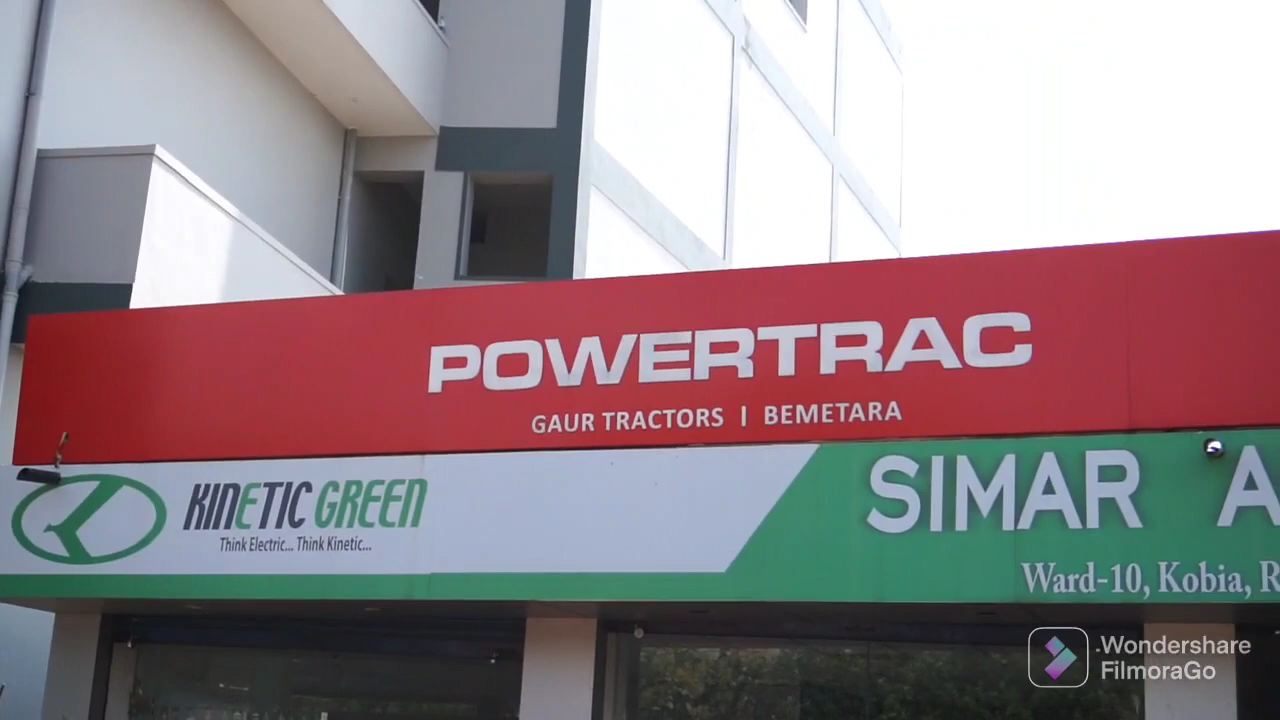 POWERTRAC
GAUR TRACTORS | BEMETARA
KINETIC GREEN
Think Electric... Think Kinetic...
SIMAR A
Ward-10, Kobia, R
Wondershare
FilmoraGo